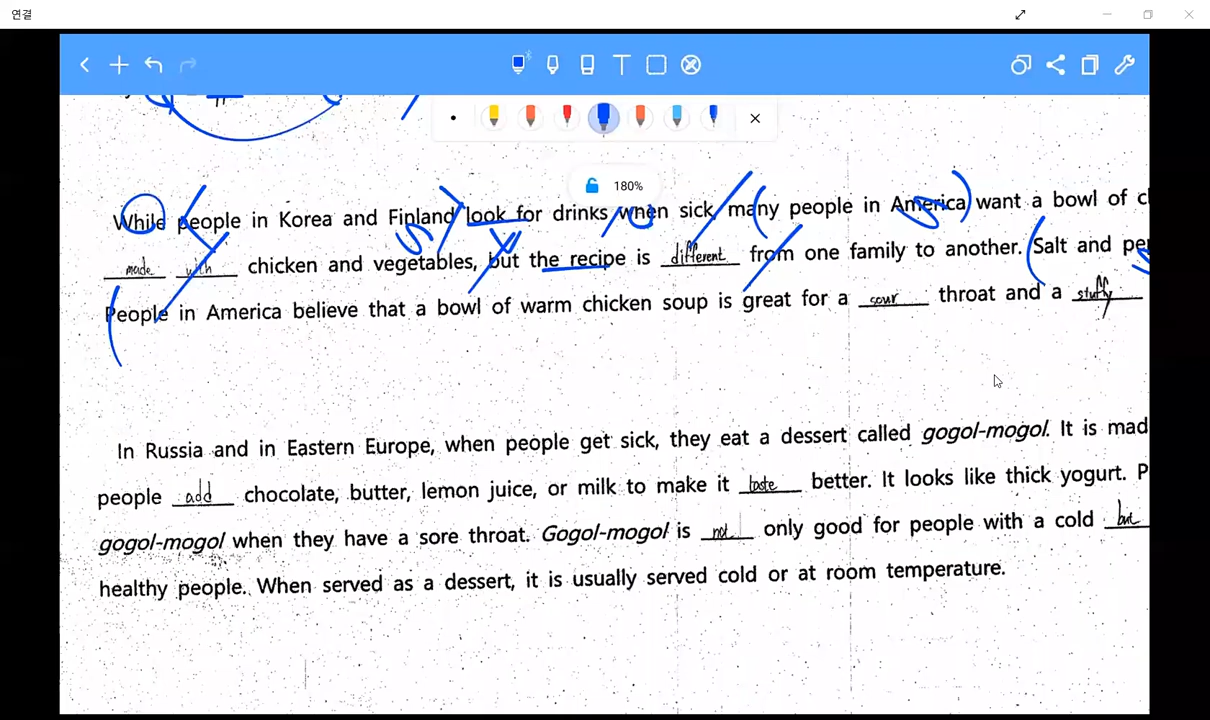 연결
180%
While people in Korea and Finland look for drinks when sick, many people in America want a bowl of
made with chicken and vegetables, but the recipe is different from one family to another. Salt and
People in America believe that a bowl of warm chicken soup is great for a sour throat and a stuffy
In Russia and in Eastern Europe, when people get sick, they eat a dessert called gogol-mogol. It is mad
people add chocolate, butter, lemon juice, or milk to make it taste better. It looks like thick yogurt. P
gogol-mogol when they have a sore throat. Gogol-mogol is not only good for people with a cold but
healthy people. When served as a dessert, it is usually served cold or at room temperature.